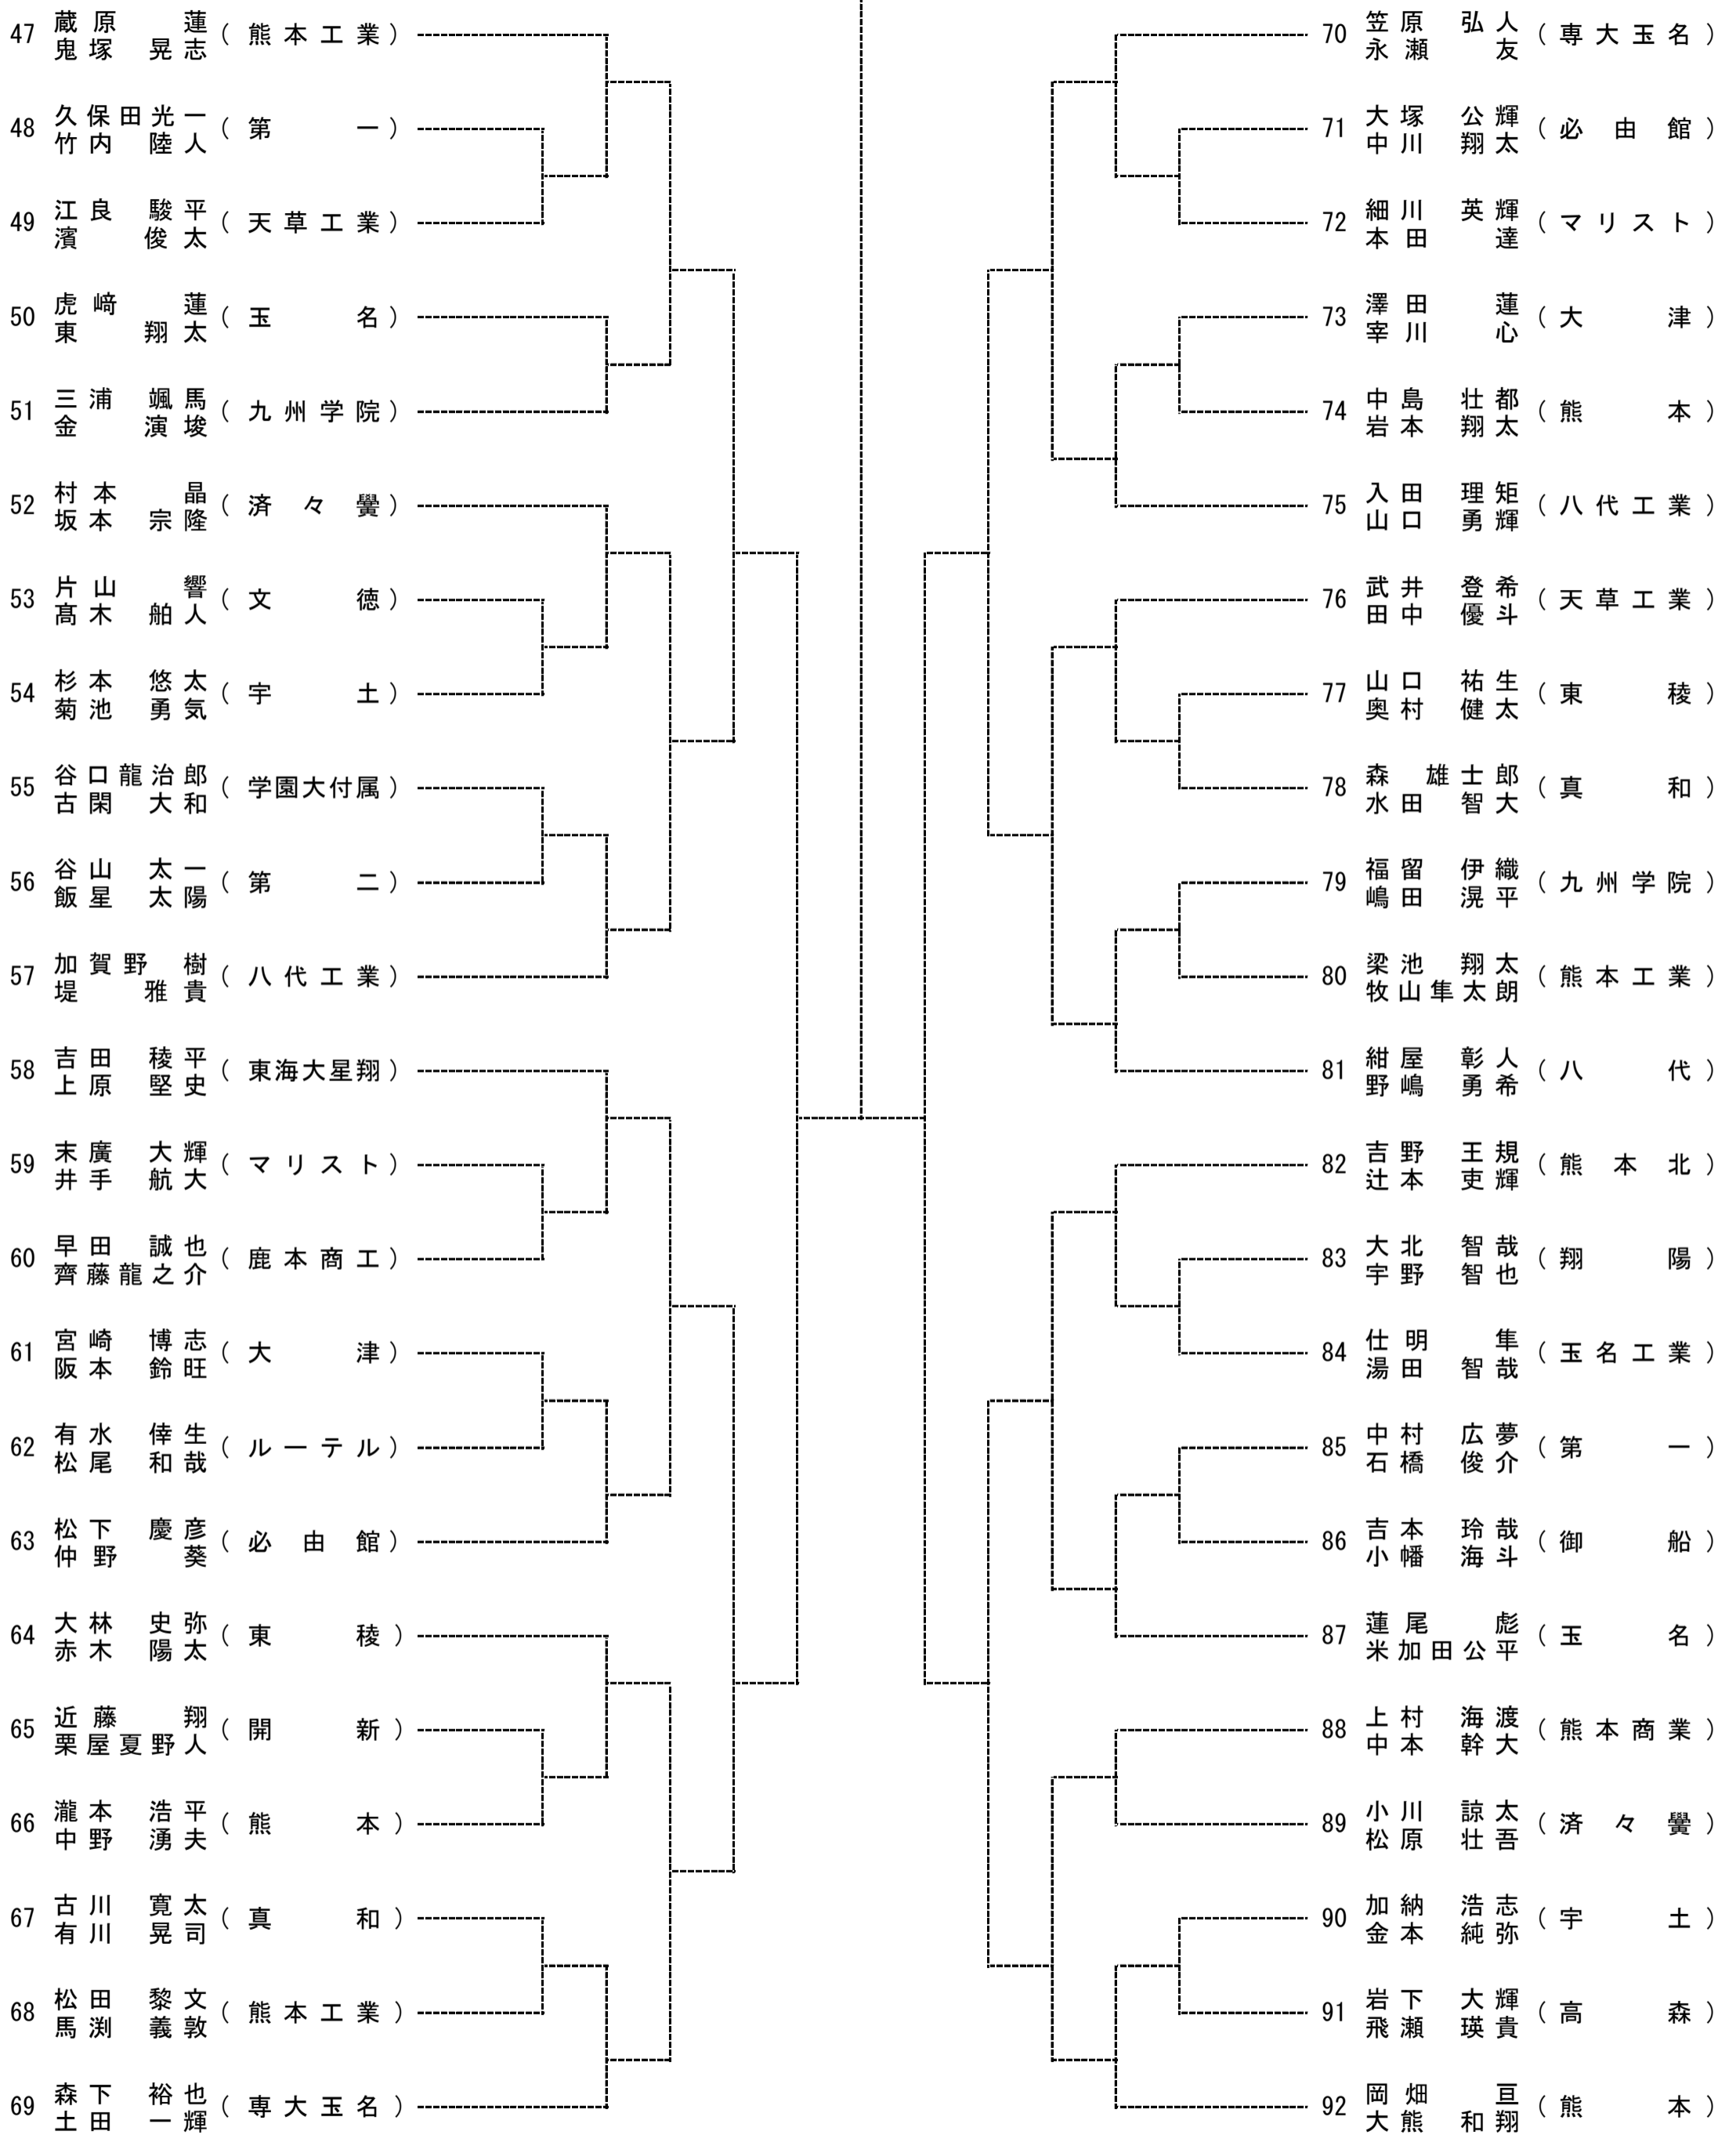 47 蔵原 蓮 (熊本工業)
鬼塚 晃志
48 久保田光一 (第一)
竹内 陸人
49 江良 駿平 (天草工業)
濱 俊太
50 虎﨑 蓮 (玉名)
東 翔太
51 三浦 颯馬 (九州学院)
金 演埈
52 村本 晶 (済々黌)
坂本 宗隆
53 片山 響 (文徳)
髙木 舶人
54 杉本 悠太 (宇土)
菊池 勇気
55 谷口龍治郎 (学園大付属)
古閑 大和
56 谷山 太一 (第二)
飯星 太陽
57 加賀野 樹 (八代工業)
堤 雅貴
58 吉田 稜平 (東海大星翔)
上原 堅史
59 末廣 大輝 (マリスト)
井手 航大
60 早田 誠也 (鹿本商工)
齊藤龍之介
61 宮崎 博志 (大津)
阪本 鈴旺
62 有水 倖生 (ルーテル)
松尾 和哉
63 松下 慶彦 (必由館)
仲野 葵
64 大林 史弥 (東稜)
赤木 陽太
65 近藤 翔 (開新)
栗屋夏野人
66 瀧本 浩平 (熊本)
中野 湧夫
67 古川 寛太 (真和)
有川 晃司
68 松田 黎文 (熊本工業)
馬渕 義敦
69 森下 裕也 (専大玉名)
土田 一輝
70 笠原 弘人 (専大玉名)
永瀬 友
71 大塚 公輝 (必由館)
中川 翔太
72 細川 英輝 (マリスト)
本田 達
73 澤田 蓮 (大津)
宰川 心
74 中島 壮都 (熊本)
岩本 翔太
75 入田 理矩 (八代工業)
山口 勇輝
76 武井 登希 (天草工業)
田中 優斗
77 山口 祐生 (東稜)
奥村 健太
78 森 雄士郎 (真和)
水田 智大
79 福留 伊織 (九州学院)
嶋田 滉平
80 梁池 翔太 (熊本工業)
牧山隼太朗
81 紺屋 彰人 (八代)
野嶋 勇希
82 吉野 王規 (熊本北)
辻本 吏輝
83 大北 智哉 (翔陽)
宇野 智也
84 仕明 隼 (玉名工業)
湯田 智哉
85 中村 広夢 (第一)
石橋 俊介
86 吉本 玲哉 (御船)
小幡 海斗
87 蓮尾 彪 (玉名)
米加田公平
88 上村 海渡 (熊本商業)
中本 幹大
89 小川 諒太 (済々黌)
松原 壮吾
90 加納 浩志 (宇土)
金本 純弥
91 岩下 大輝 (高森)
飛瀬 瑛貴
92 岡畑 亘 (熊本)
大熊 和翔